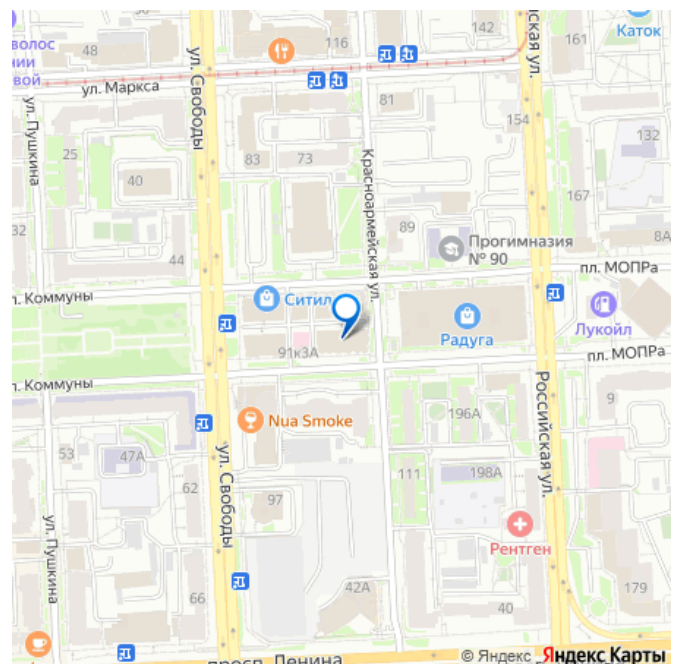 142
48
116
161
Каток
ул. Свободы
ская ул.
волос
нии
вой
ул. Маркса
ул. Пушкина
81
154
132
25
40
83
73
Красноармейская ул.
167
32
44
89
8А
Прогимназия
№ 90
пл. МОПРа
л. Коммуны
Ситил
Лукойл
Радуга
91к3А
пл. МОПРа
л. Коммуны
Российская ул.
9
Nua Smoke
196А
53
47А
ул. Свободы
111
198А
62
97
ул. Пушкина
Рентген
42А
179
66
40
просп. Ленина
© Яндекс Яндекс Карты